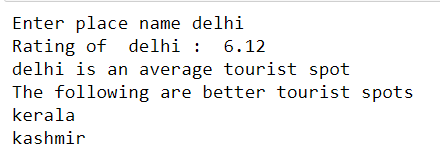 Enter place name delhi
Rating of  delhi :  6.12
delhi is an average tourist spot
The following are better tourist spots
kerala
kashmir